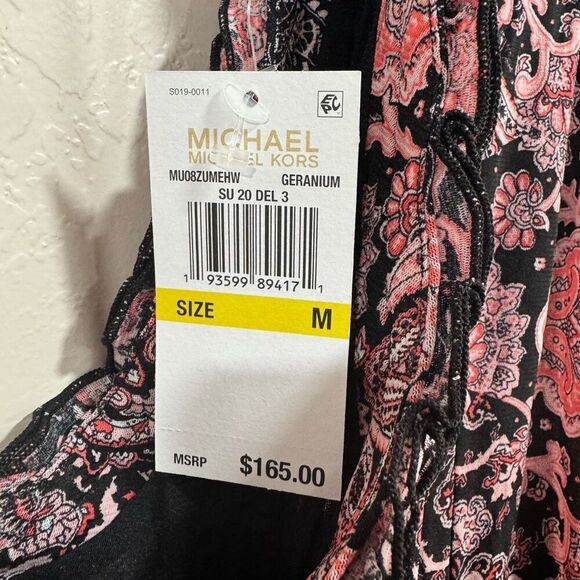 S019-0011
EPC
MICHAEL
MICHAEL KORS
MU08ZUMEHW GERANIUM
SU 20 DEL 3
1 93599 89417 1
SIZE M
MSRP $165.00